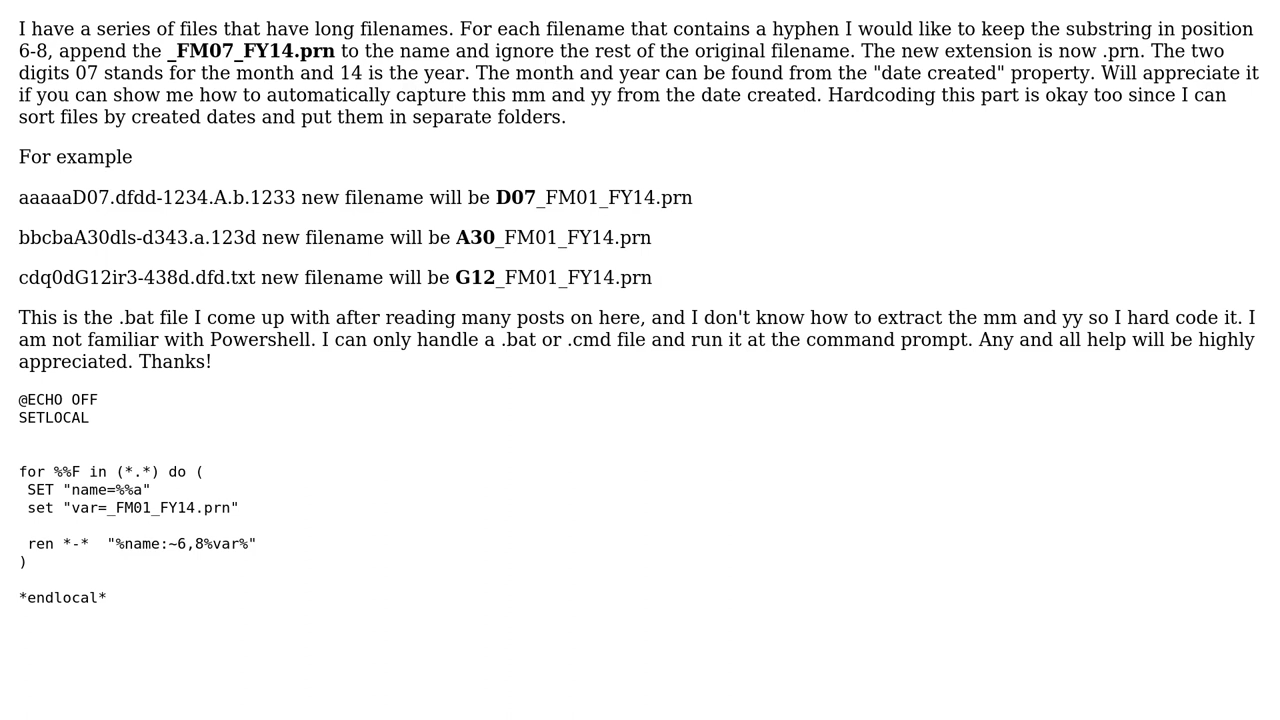 I have a series of files that have long filenames. For each filename that contains a hyphen I would like to keep the substring in position
6-8, append the _FM07_FY14.prn to the name and ignore the rest of the original filename. The new extension is now .prn. The two
digits 07 stands for the month and 14 is the year. The month and year can be found from the "date created" property. Will appreciate it
if you can show me how to automatically capture this mm and yy from the date created. Hardcoding this part is okay too since I can
sort files by created dates and put them in separate folders.
For example
aaaaaD07.dfdd-1234.A.b.1233 new filename will be D07_FM01_FY14.prn
bbcbaA30dls-d343.a.123d new filename will be A30_FM01_FY14.prn
cdq0dG12ir3-438d.dfd.txt new filename will be G12_FM01_FY14.prn
This is the .bat file I come up with after reading many posts on here, and I don't know how to extract the mm and yy so I hard code it. I
am not familiar with Powershell. I can only handle a .bat or .cmd file and run it at the command prompt. Any and all help will be highly
appreciated. Thanks!
@ECHO OFF
SETLOCAL
for %%F in (*.*) do (
 SET "name=%%a"
 set "var=_FM01_FY14.prn"
 ren *-*  "%name:~6,8%var%"
)
*endlocal*